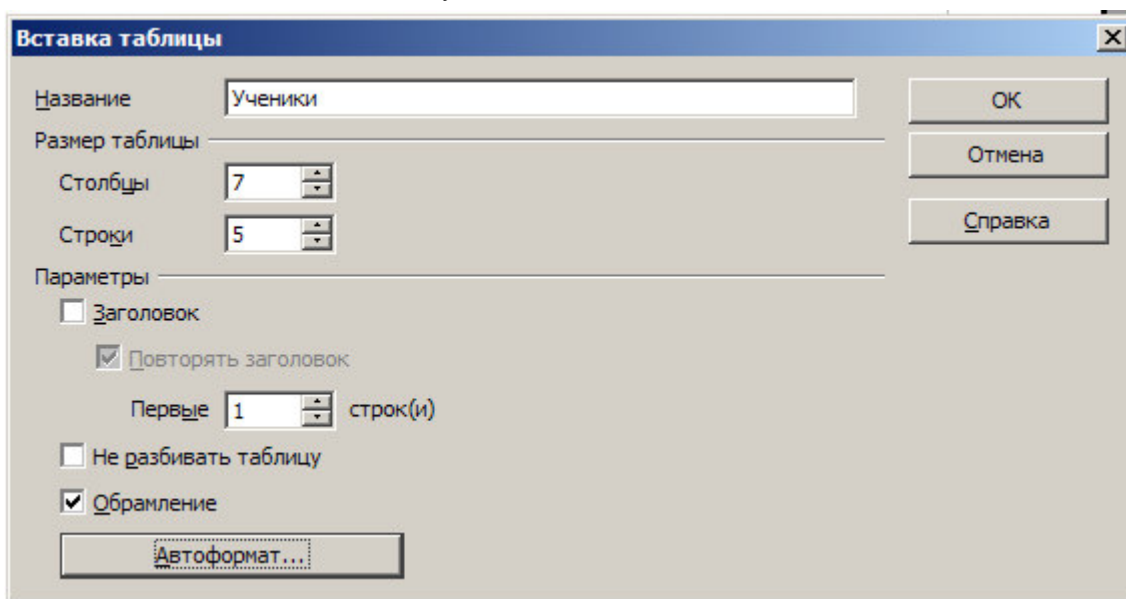 Вставка таблицы
Название Ученики
ОК
Размер таблицы
Отмена
Столбцы 7
Строки 5
Справка
Параметры
Заголовок
Повторять заголовок
Первые 1 строк(и)
Не разбивать таблицу
Обрамление
Автоформат...